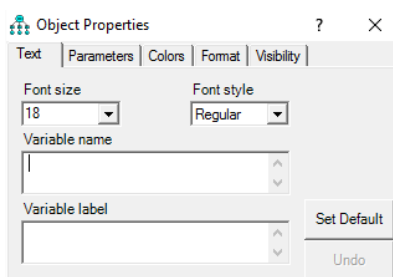 Object Properties ? ×
Text Parameters Colors Format Visibility
Font size Font style
18 Regular
Variable name
Variable label
Set Default
Undo